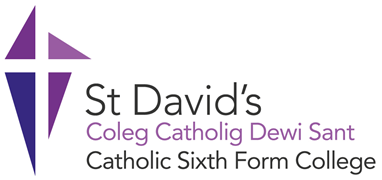 St David's
Coleg Catholig Dewi Sant
Catholic Sixth Form College